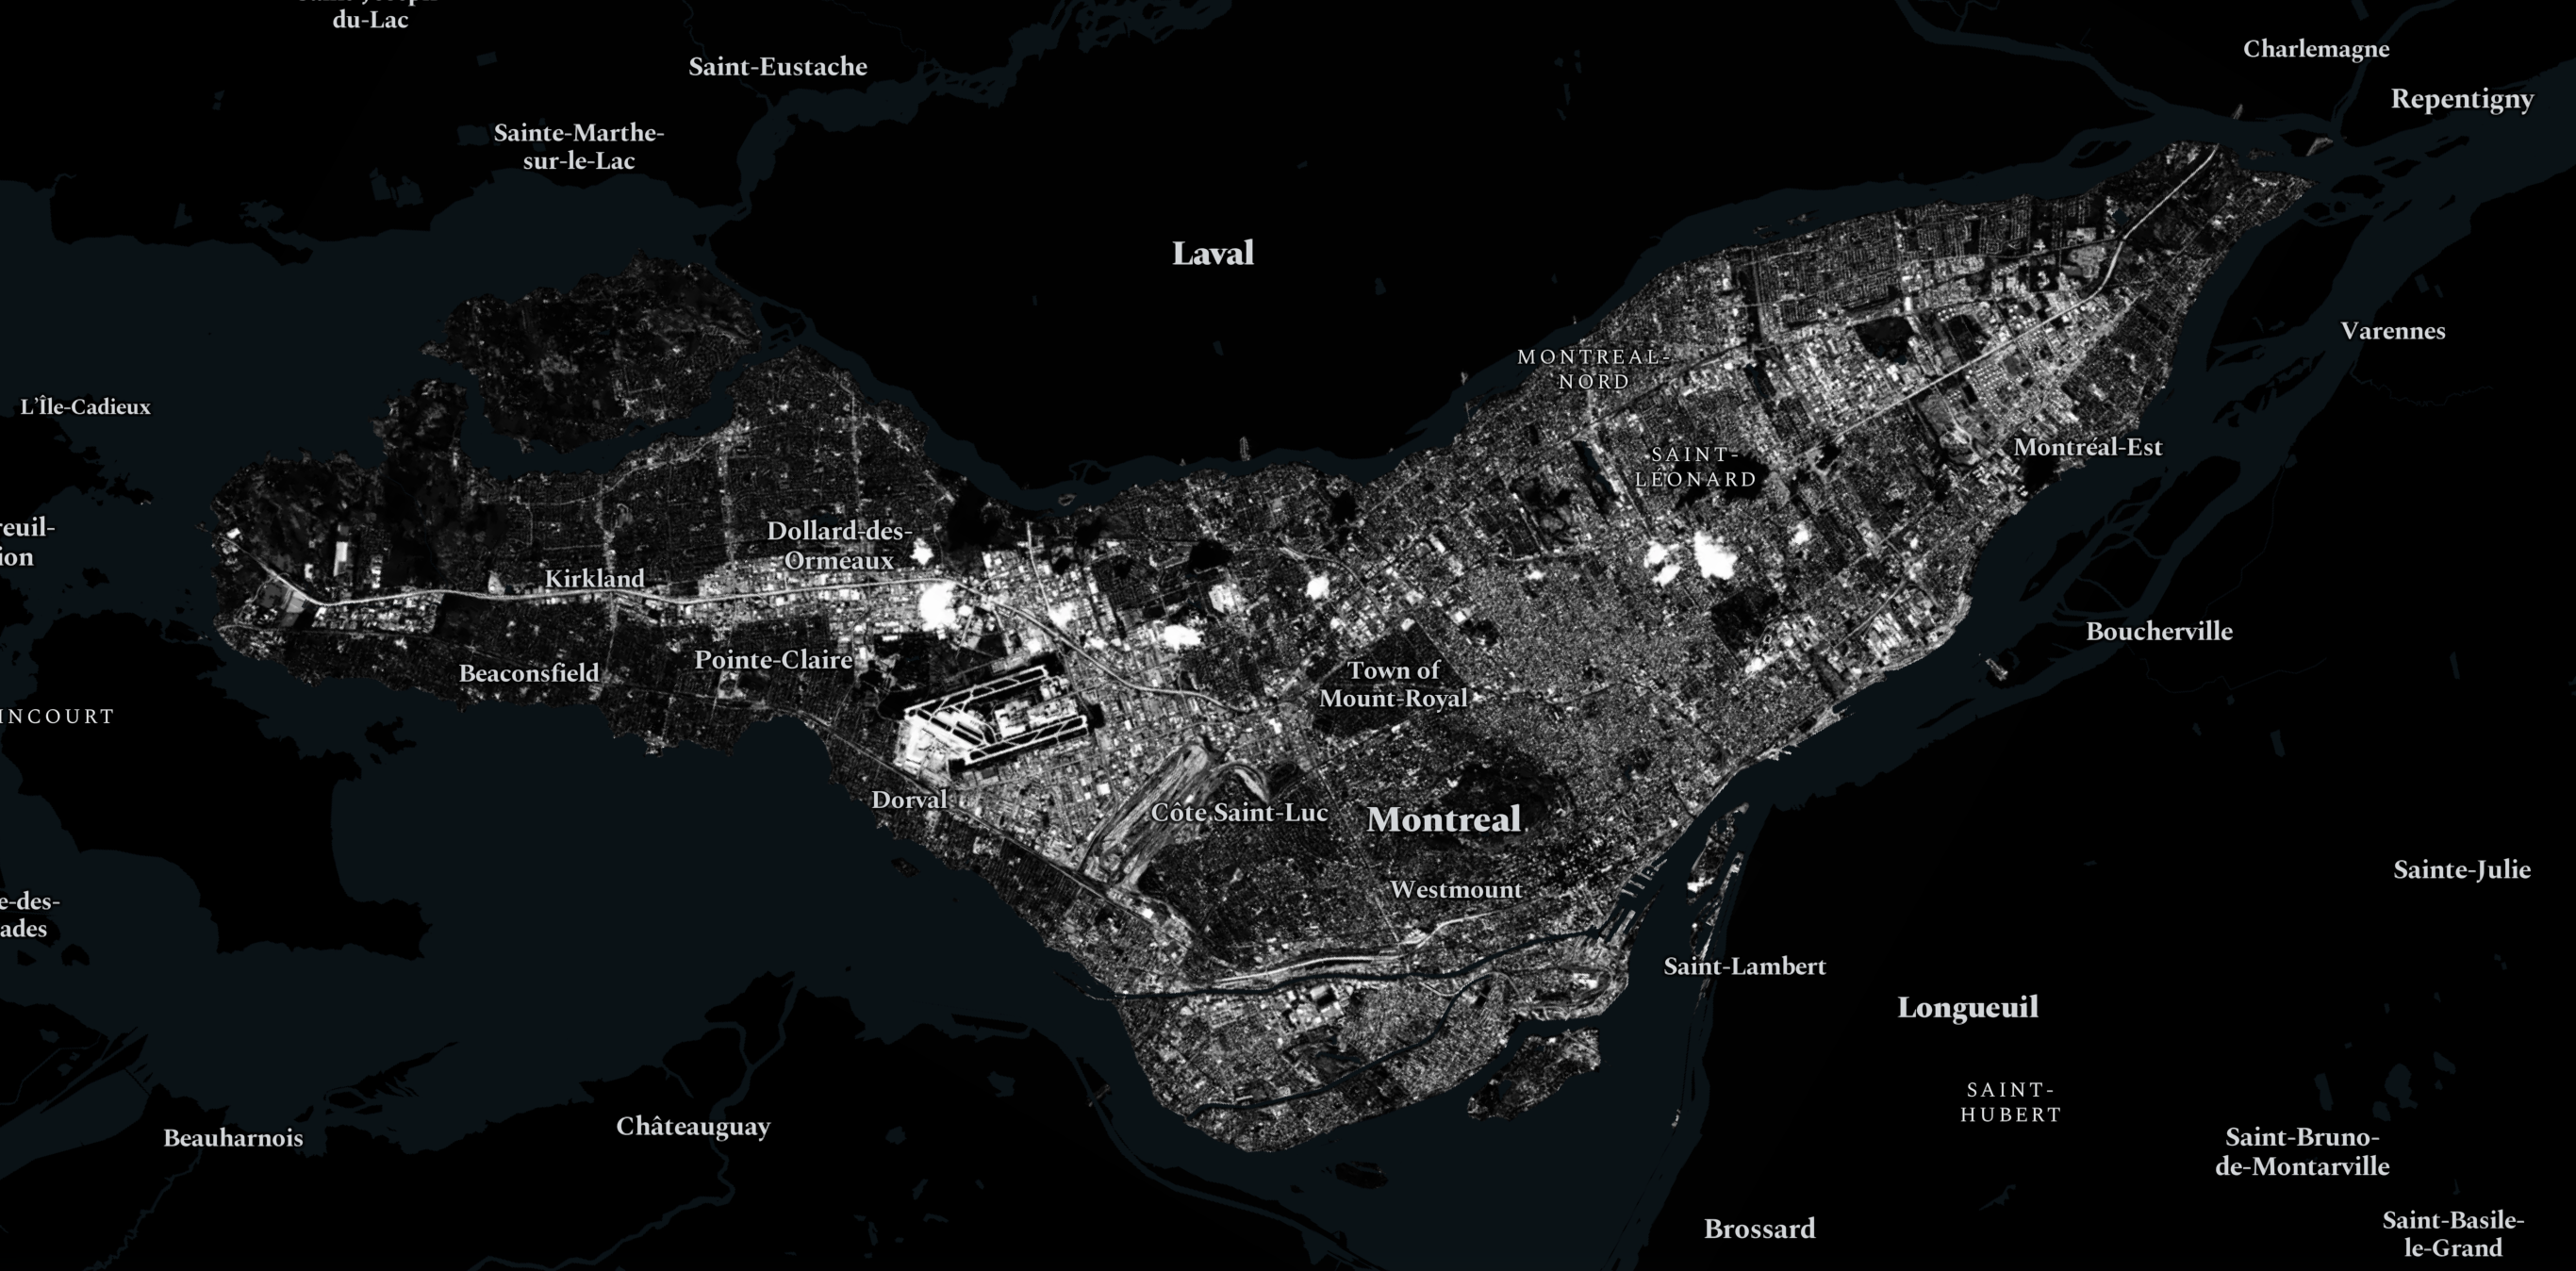 du-Lac
Saint-Eustache
Charlemagne
Repentigny
Sainte-Marthe-
sur-le-Lac
Laval
Varennes
MONTREAL-
NORD
L'Île-Cadieux
Montréal-Est
SAINT-
LÉONARD
reuil-
ion
Dollard-des-
Ormeaux
Kirkland
Boucherville
Pointe-Claire
Beaconsfield
Town of
Mount-Royal
INCOURT
Dorval
Côte Saint-Luc
Montreal
Sainte-Julie
Westmount
e-des-
ades
Saint-Lambert
Longueuil
SAINT-
HUBERT
Châteauguay
Beauharnois
Saint-Bruno-
de-Montarville
Brossard
Saint-Basile-
le-Grand